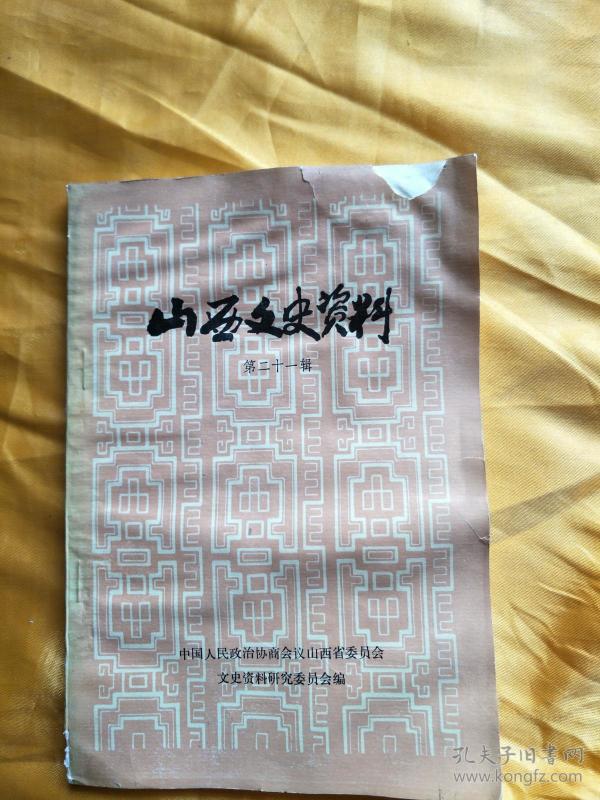 山西文史资料
第二十一辑
中国人民政治协商会议山西省委员会
文史资料研究委员会编
孔夫子旧书网
www.kongfz.com